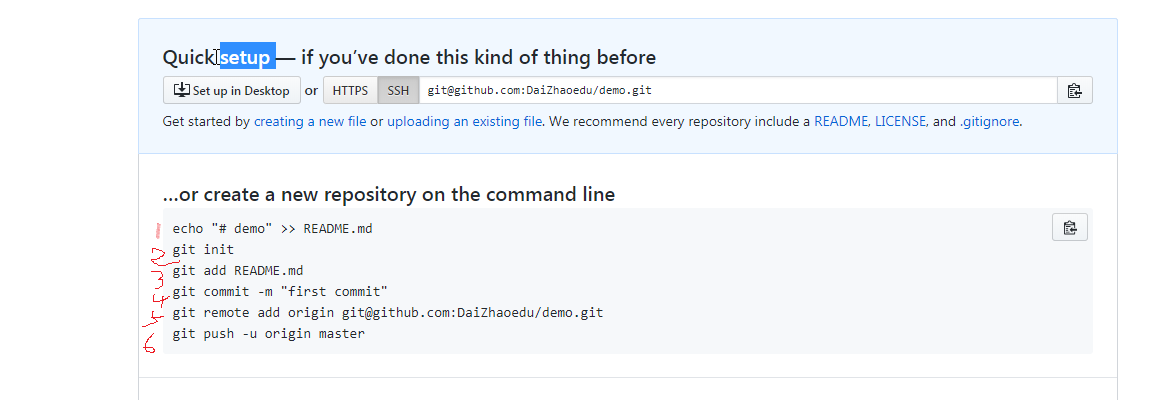 Quick setup — if you’ve done this kind of thing before
Set up in Desktop or HTTPS SSH git@github.com:DaiZhaoedu/demo.git
Get started by creating a new file or uploading an existing file. We recommend every repository include a README, LICENSE, and .gitignore.
…or create a new repository on the command line
1 echo "# demo" >> README.md
2 git init
3 git add README.md
4 git commit -m "first commit"
5 git remote add origin git@github.com:DaiZhaoedu/demo.git
6 git push -u origin master